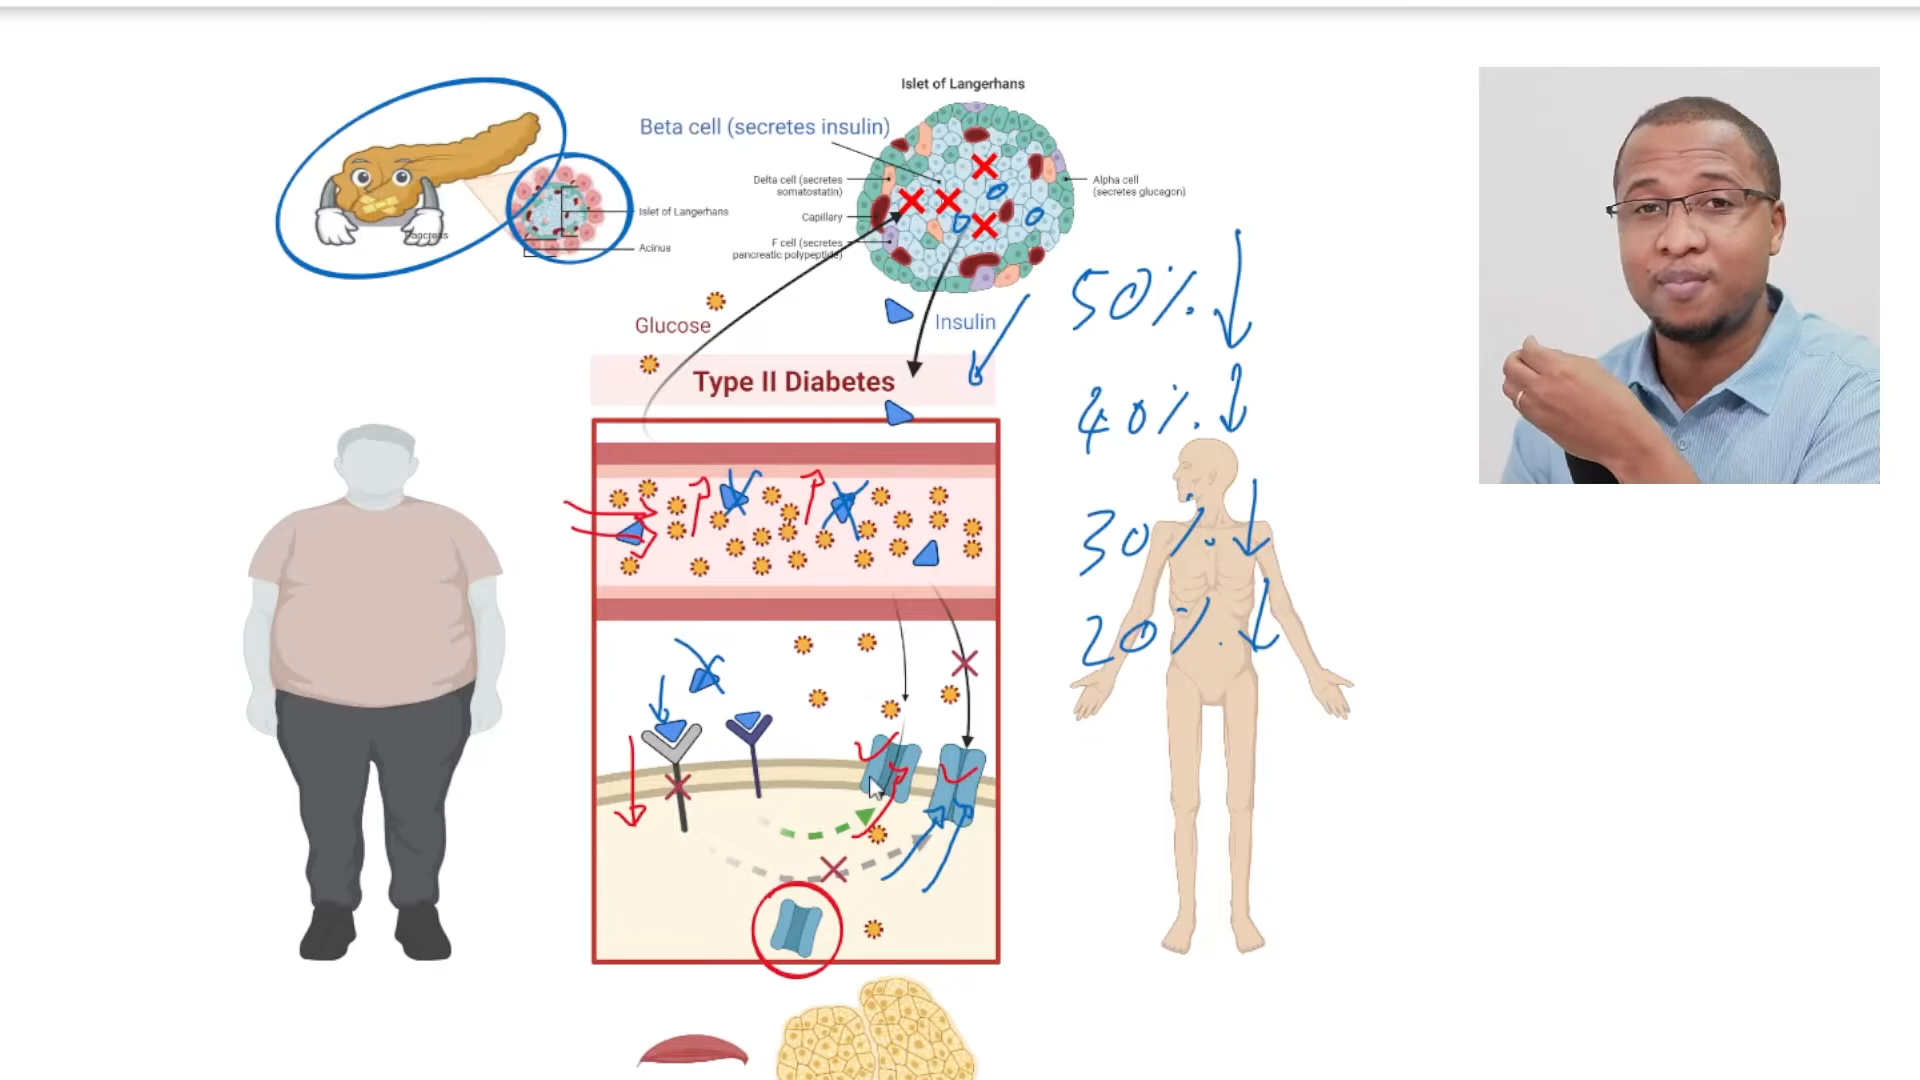 Islet of Langerhans
Beta cell (secretes insulin)
Delta cell (secretes
somatostatin)
Alpha cell
(secretes glucagon)
Capillary
Islet of Langerhans
Pancreas
Acinus
F cell (secretes
pancreatic polypeptide)
Glucose
Insulin
50%
Type II Diabetes
40%
30%
20%